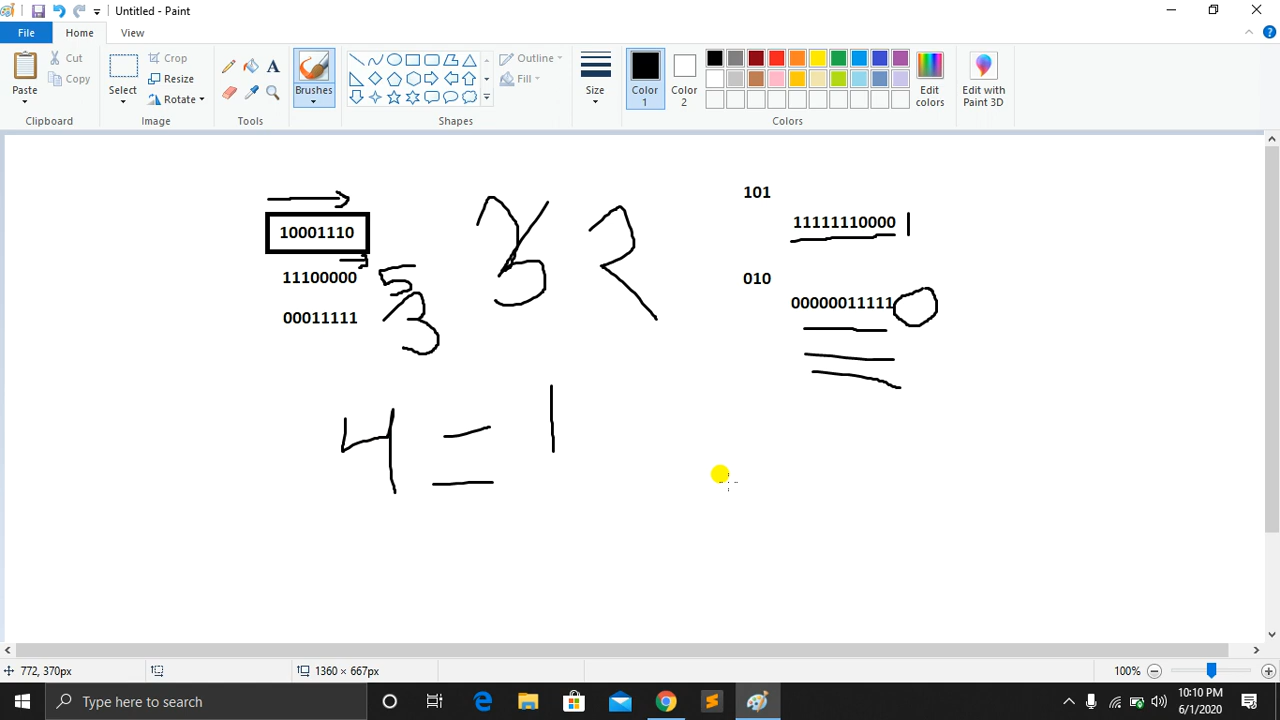 Untitled - Paint
File
Home
View
Paste
Cut
Copy
Clipboard
Select
Crop
Resize
Rotate
Image
Tools
Brushes
Shapes
Outline
Fill
Size
Color 1
Color 2
Edit colors
Colors
Edit with Paint 3D
10001110
11100000 5
00011111 3
3 2
101
11111110000 1
010
00000011111 0
4 = 1
772, 370px
1360 × 667px
100%
Type here to search
10:10 PM
6/1/2020